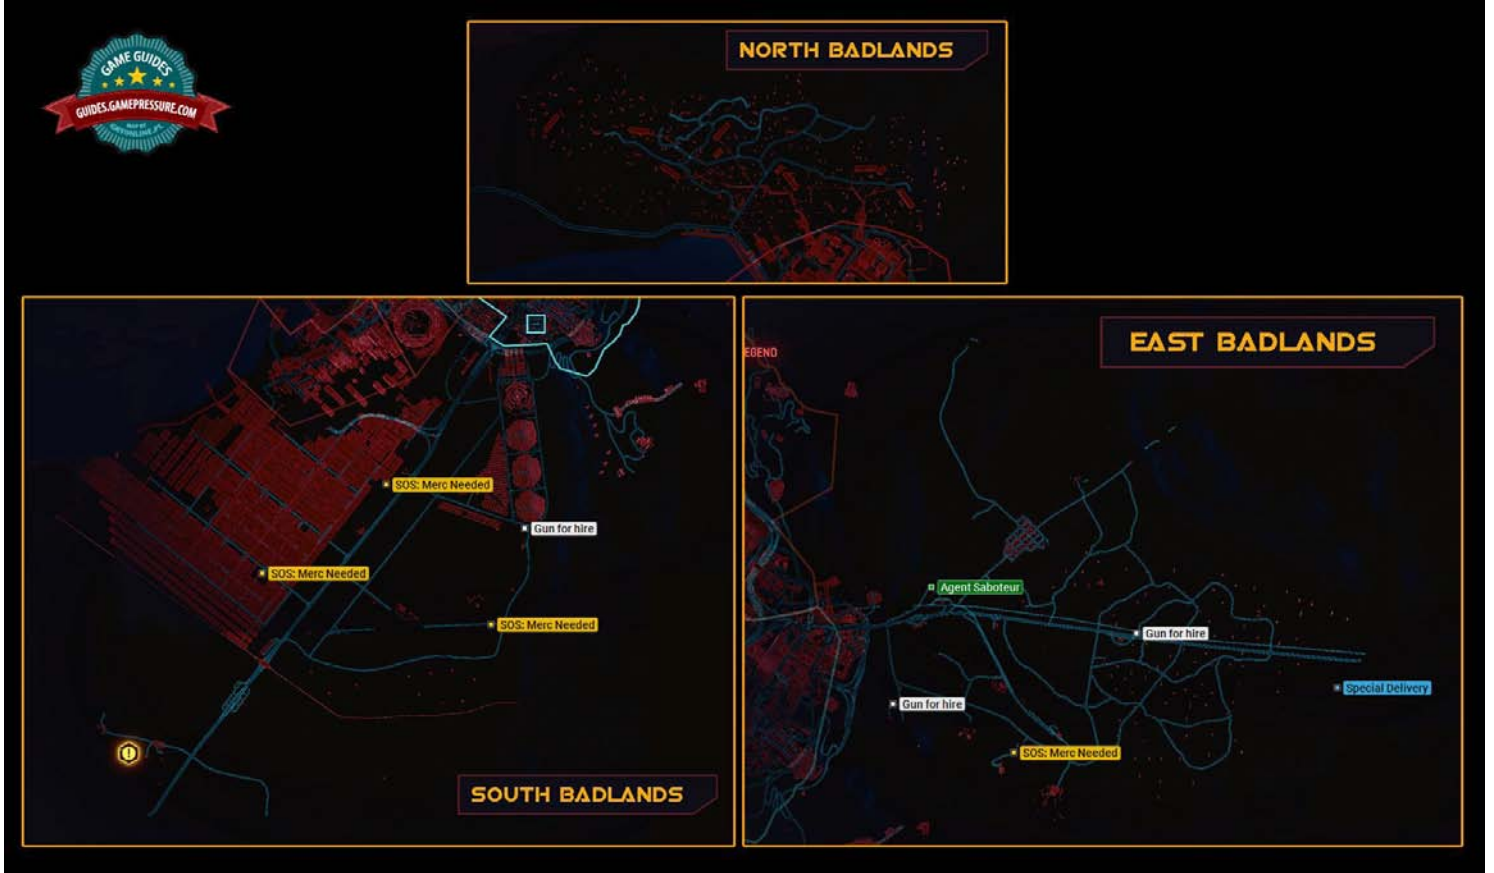 GAME GUIDES
GUIDES.GAMEPRESSURE.COM
NORTH BADLANDS
SOS: Merc Needed
Gun for hire
SOS: Merc Needed
SOS: Merc Needed
SOUTH BADLANDS
EGEND
EAST BADLANDS
Agent Saboteur
Gun for hire
Special Delivery
Gun for hire
SOS: Merc Needed